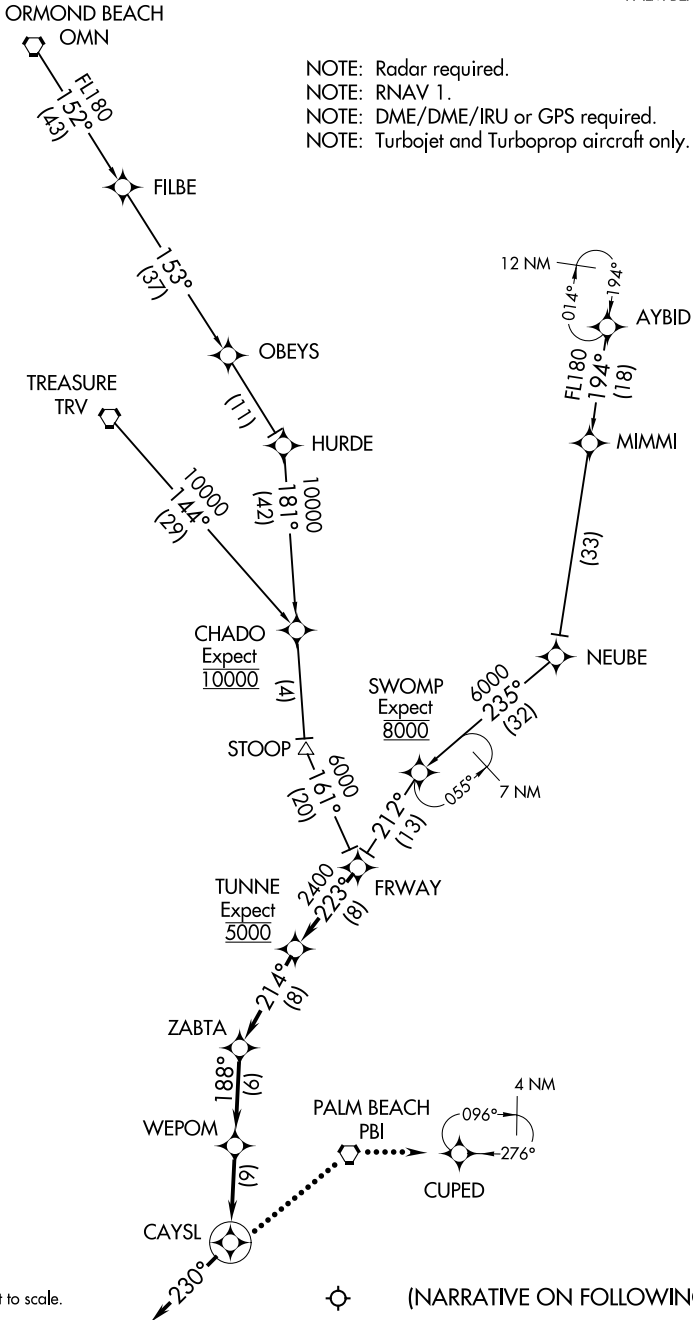 ORMOND BEACH
OMN
NOTE: Radar required.
NOTE: RNAV 1.
NOTE: DME/DME/IRU or GPS required.
NOTE: Turbojet and Turboprop aircraft only.
FL180
152°
(43)
FILBE
153°
(37)
12 NM
014°
194°
AYBID
OBEYS
FL180
194°
(18)
TREASURE
TRV
(11)
HURDE
MIMMI
10000
144°
(29)
10000
181°
(42)
(33)
CHADO
Expect
10000
NEUBE
(4)
SWOMP
Expect
8000
6000
235°
(32)
STOOP
055°
7 NM
6000
161°
(20)
212°
(13)
FRWAY
TUNNE
Expect
5000
2400
223°
(8)
214°
(8)
ZABTA
188°
(6)
4 NM
PALM BEACH
PBI
096°
276°
WEPOM
CUPED
(6)
CAYSL
230°
t to scale.
(NARRATIVE ON FOLLOWING